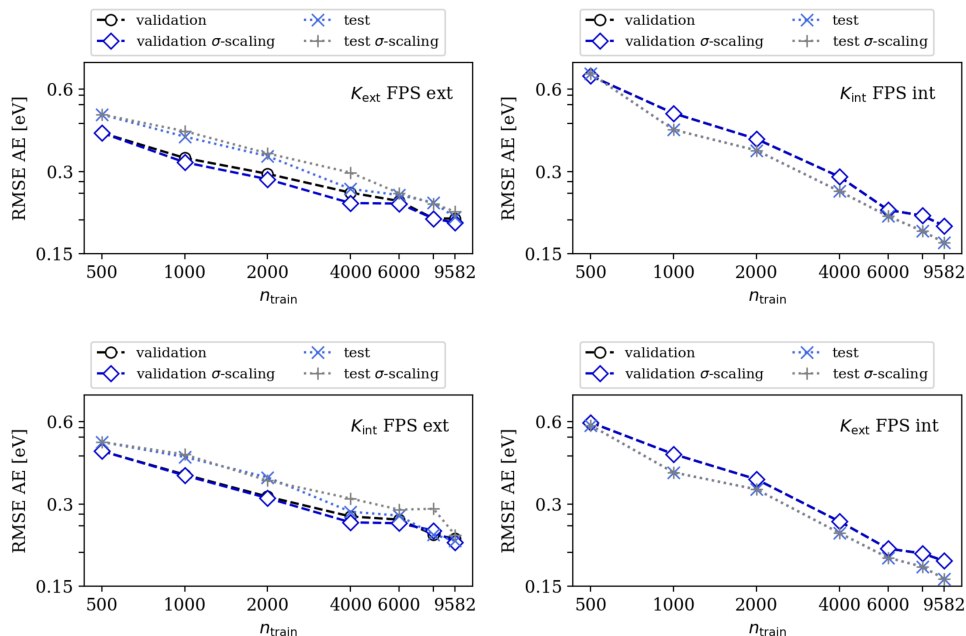 validation
validation σ-scaling
test
test σ-scaling
K_ext FPS ext
RMSE AE [eV]
0.6
0.3
0.15
500 1000 2000 4000 6000 9582
n_train
validation
validation σ-scaling
test
test σ-scaling
K_int FPS int
RMSE AE [eV]
0.6
0.3
0.15
500 1000 2000 4000 6000 9582
n_train
validation
validation σ-scaling
test
test σ-scaling
K_int FPS ext
RMSE AE [eV]
0.6
0.3
0.15
500 1000 2000 4000 6000 9582
n_train
validation
validation σ-scaling
test
test σ-scaling
K_ext FPS int
RMSE AE [eV]
0.6
0.3
0.15
500 1000 2000 4000 6000 9582
n_train